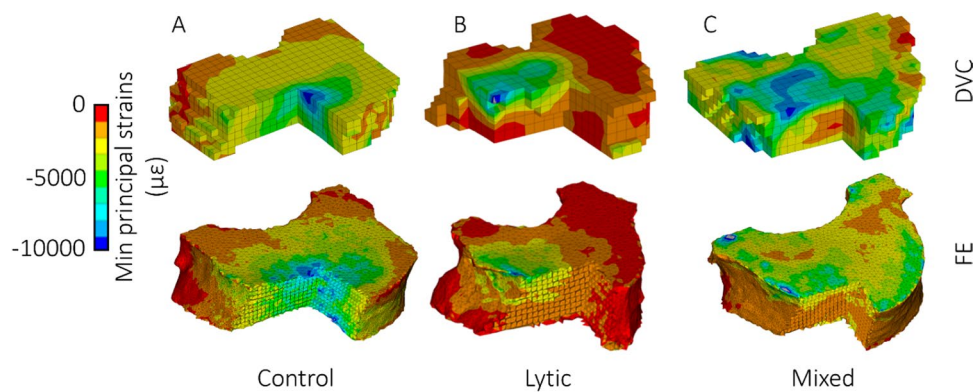 A
B
C
DVC
0
-5000
-10000
Min principal strains
(με)
FE
Control
Lytic
Mixed